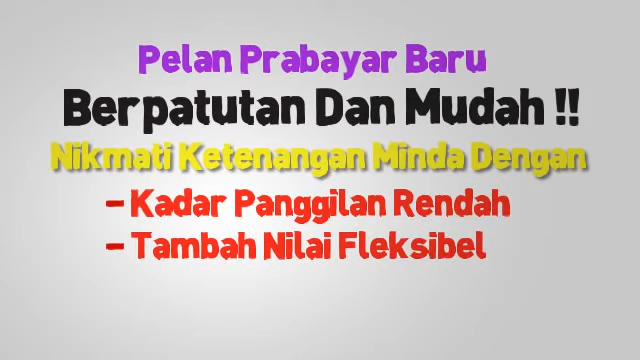 Pelan Prabayar Baru
Berpatutan Dan Mudah !!
Nikmati Ketenangan Minda Dengan
- Kadar Panggilan Rendah
- Tambah Nilai Fleksibel